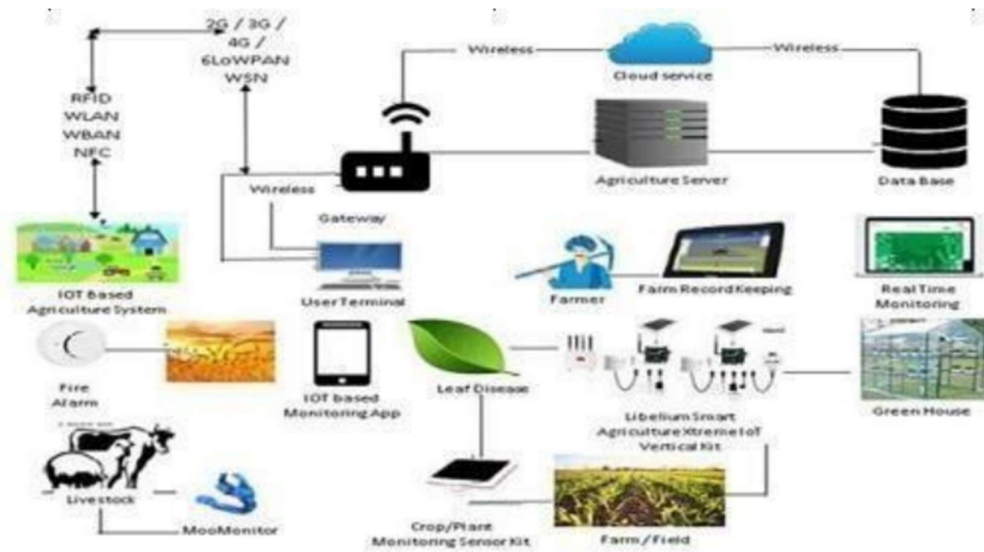 2G / 3G /
4G /
6LoWPAN
WSN
Wireless
Wireless
Cloud service
RFID
WLAN
WBAN
NFC
Agriculture Server
Data Base
Wireless
Gateway
IOT Based
Agriculture System
User Terminal
Farmer
Farm Record Keeping
Real Time
Monitoring
Fire
Alarm
IOT based
Monitoring App
Leaf Disease
Libelium Smart
Agriculture Xtreme IoT
Vertical Kit
Green House
Livestock
MooMonitor
Crop/Plant
Monitoring Sensor Kit
Farm / Field